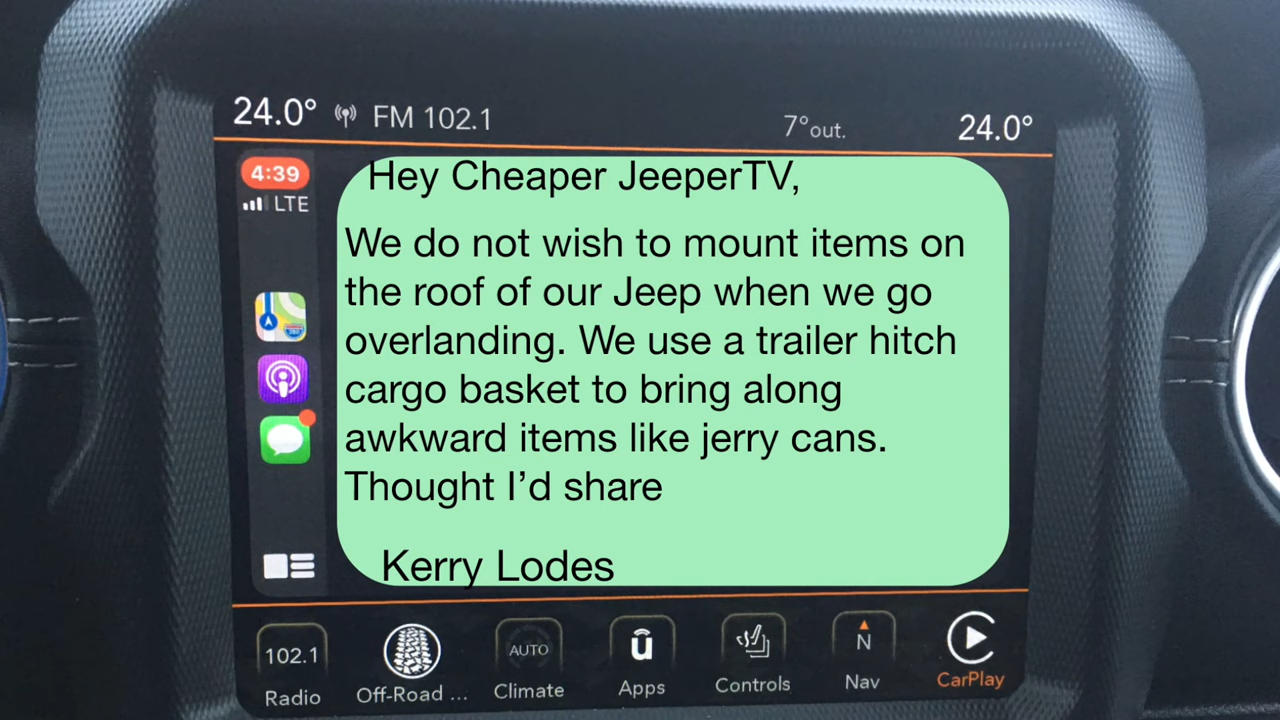 24.0° FM 102.1 7°out. 24.0°
4:39
LTE
Hey Cheaper JeeperTV,
We do not wish to mount items on
the roof of our Jeep when we go
overlanding. We use a trailer hitch
cargo basket to bring along
awkward items like jerry cans.
Thought I’d share
Kerry Lodes
102.1 AUTO u N
Radio Off-Road ... Climate Apps Controls Nav CarPlay